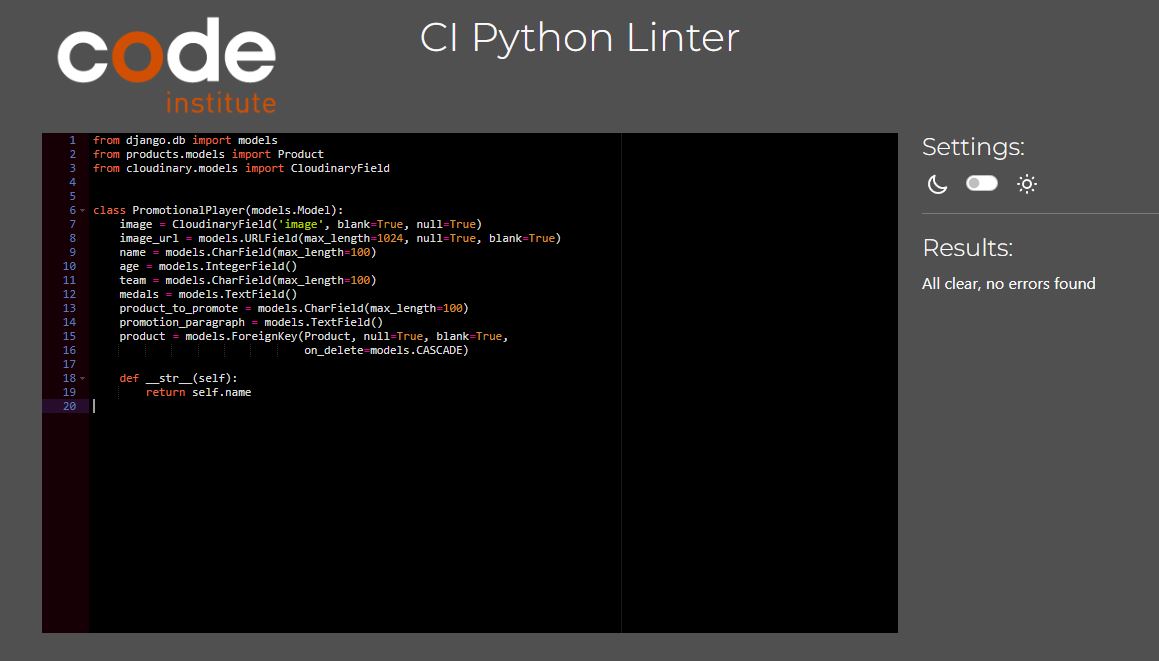 code
institute
CI Python Linter
1 from django.db import models
2 from products.models import Product
3 from cloudinary.models import CloudinaryField
4
5
6 class PromotionalPlayer(models.Model):
7     image = CloudinaryField('image', blank=True, null=True)
8     image_url = models.URLField(max_length=1024, null=True, blank=True)
9     name = models.CharField(max_length=100)
10     age = models.IntegerField()
11     team = models.CharField(max_length=100)
12     medals = models.TextField()
13     product_to_promote = models.CharField(max_length=100)
14     promotion_paragraph = models.TextField()
15     product = models.ForeignKey(Product, null=True, blank=True,
16                                 on_delete=models.CASCADE)
17
18     def __str__(self):
19         return self.name
20
Settings:
Results:
All clear, no errors found